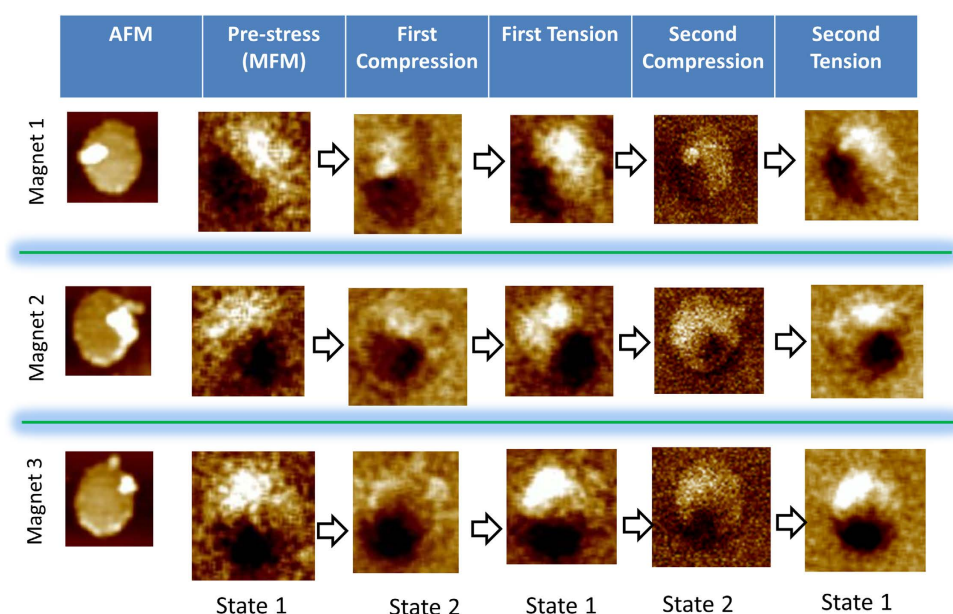 AFM
Pre-stress
(MFM)
First
Compression
First Tension
Second
Compression
Second
Tension
Magnet 1
Magnet 2
Magnet 3
State 1
State 2
State 1
State 2
State 1